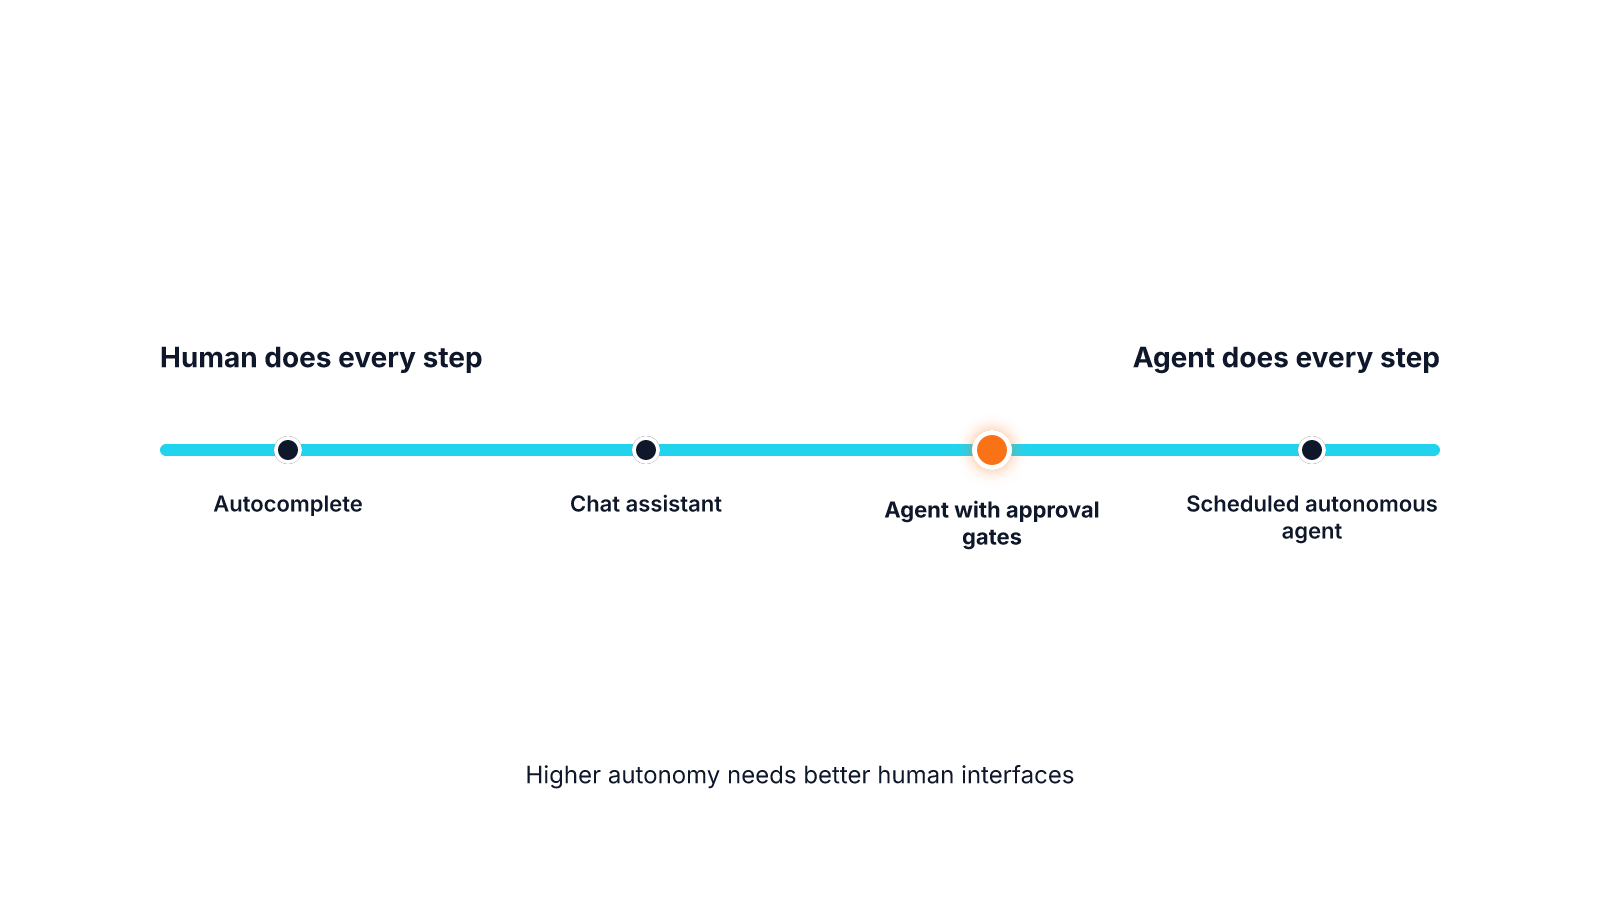 Human does every step
Agent does every step
Autocomplete
Chat assistant
Agent with approval
gates
Scheduled autonomous
agent
Higher autonomy needs better human interfaces